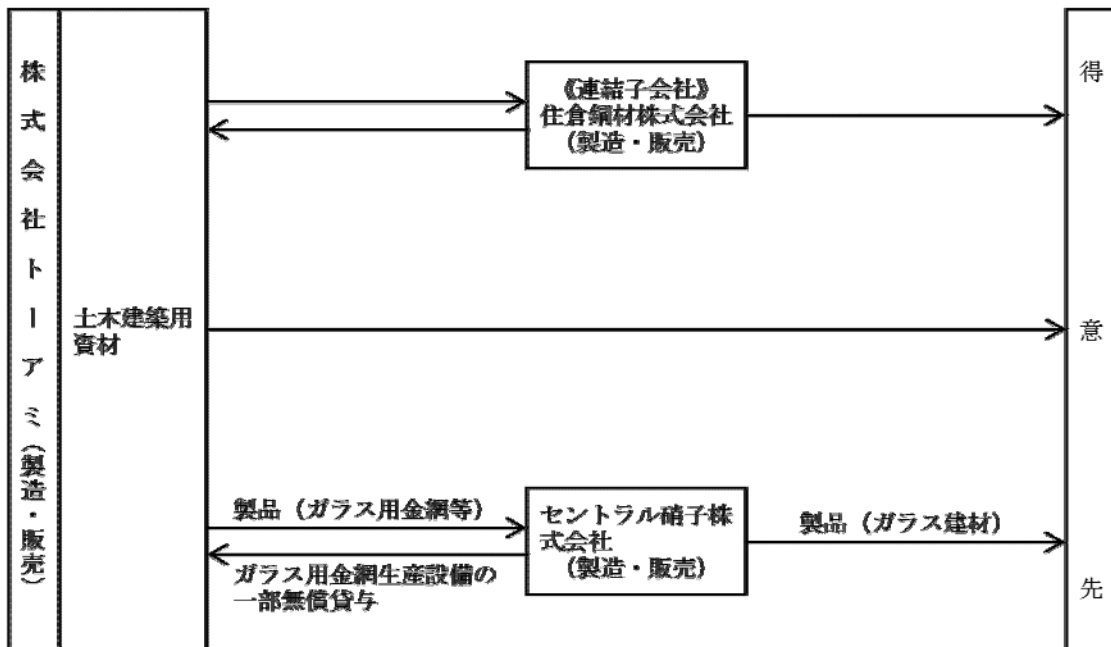 株式会社トーアミ(製造・販売)
土木建築用
資材
《連結子会社》
住倉鋼材株式会社
(製造・販売)
製品(ガラス用金網等)
ガラス用金網生産設備の
一部無償貸与
セントラル硝子株
式会社
(製造・販売)
製品(ガラス建材)
得意先